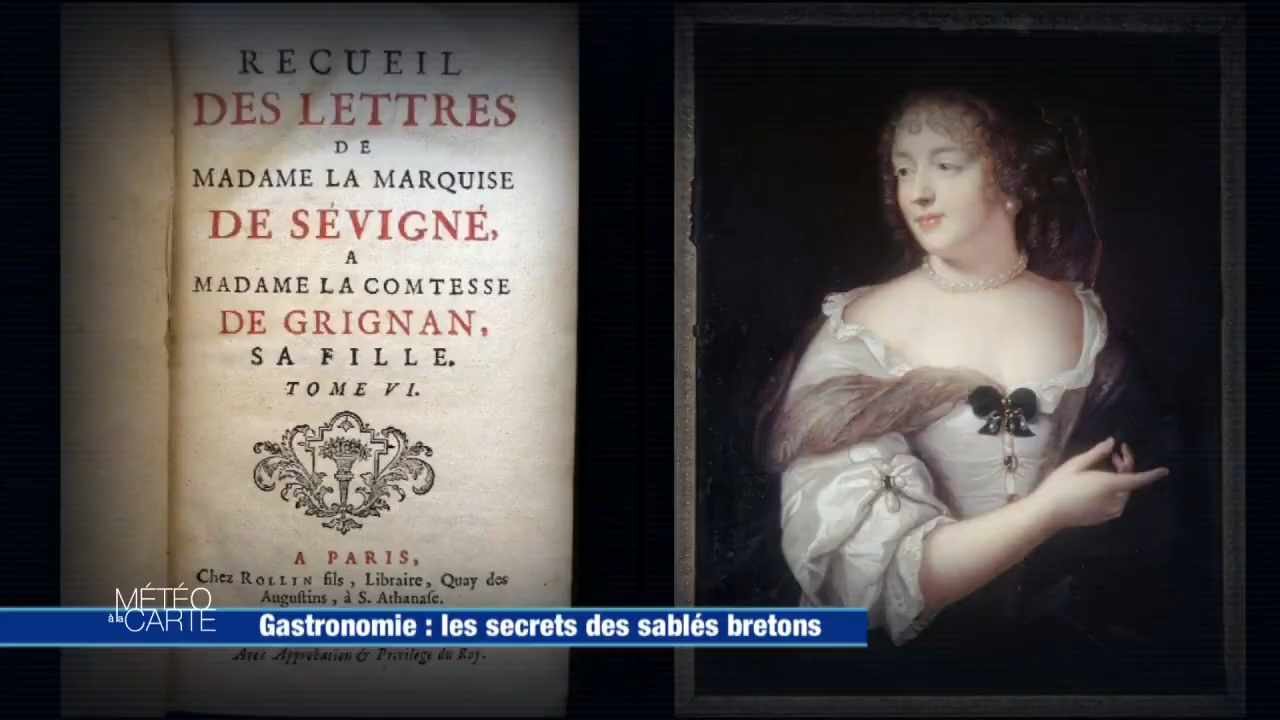 RECUEIL
DES LETTRES
DE
MADAME LA MARQUISE
DE SÉVIGNÉ,
A
MADAME LA COMTESSE
DE GRIGNAN,
SA FILLE.
TOME VI.
A PARIS,
Chez ROLLIN fils, Libraire, Quay des
Auguſtins, à S. Athanaſe.
Avec Approbation & Privilege du Roy.
MÉTÉO
à la CARTE
Gastronomie : les secrets des sablés bretons